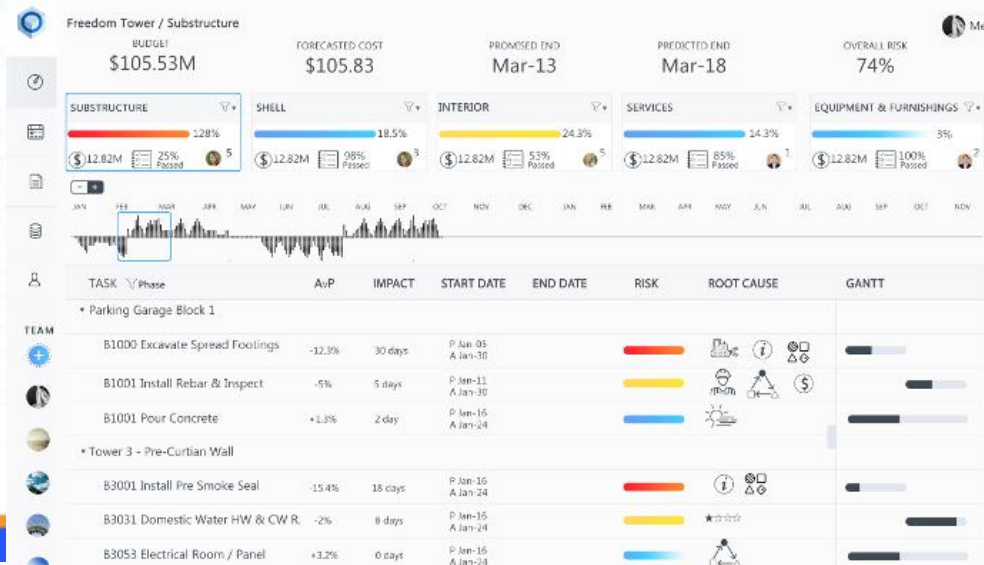 Freedom Tower / Substructure
Me
BUDGET FORECASTED COST PROMISED END PREDICTED END OVERALL RISK
$105.53M $105.83 Mar-13 Mar-18 74%
SUBSTRUCTURE SHELL INTERIOR SERVICES EQUIPMENT & FURNISHINGS
128% 18.5% 24.3% 14.3% 3%
$12.82M 25% Passed 5 $12.82M 98% Passed 3 $12.82M 53% Passed 5 $12.82M 85% Passed 1 $12.82M 100% Passed 2
- +
JAN FEB MAR APR MAY JUN JUL AUG SEP OCT NOV DEC JAN FEB MAR APR MAY JUN JUL AUG SEP OCT NOV
TASK Phase AvP IMPACT START DATE END DATE RISK ROOT CAUSE GANTT
Parking Garage Block 1
TEAM
B1000 Excavate Spread Footings -12.3% 30 days P Jan-05 A Jan-30
B1001 Install Rebar & Inspect -5% 5 days P Jan-11 A Jan-30 $
B1001 Pour Concrete +1.3% 2 day P Jan-16 A Jan-24
Tower 3 - Pre-Curtian Wall
B3001 Install Pre Smoke Seal -15.4% 18 days P Jan-16 A Jan-24
B3031 Domestic Water HW & CW R. -2% 8 days P Jan-16 A Jan-24
B3053 Electrical Room / Panel +3.2% 0 days P Jan-16 A Jan-24